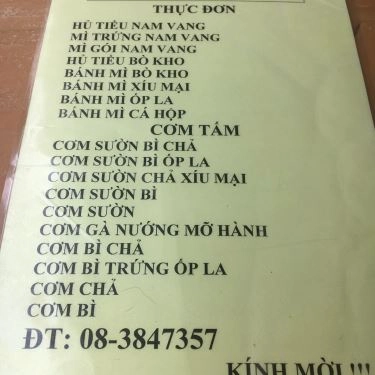 THỰC ĐƠN
HŨ TIẾU NAM VANG
MÌ TRỨNG NAM VANG
MÌ GÓI NAM VANG
HŨ TIẾU BÒ KHO
BÁNH MÌ BÒ KHO
BÁNH MÌ XÍU MẠI
BÁNH MÌ ỐP LA
BÁNH MÌ CÁ HỘP
CƠM TẤM
CƠM SƯỜN BÌ CHẢ
CƠM SƯỜN BÌ ỐP LA
CƠM SƯỜN CHẢ XÍU MẠI
CƠM SƯỜN BÌ
CƠM SƯỜN
CƠM GÀ NƯỚNG MỠ HÀNH
CƠM BÌ CHẢ
CƠM BÌ TRỨNG ỐP LA
CƠM CHẢ
CƠM BÌ
ĐT: 08-3847357
KÍNH MỜI !!!